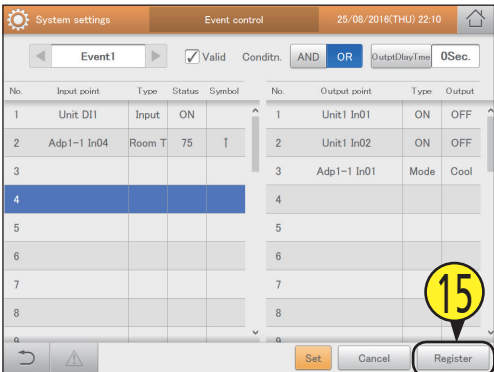 System settings Event control 25/08/2016(THU) 22:10
Event1 Valid Conditn. AND OR OutptDlayTme 0Sec.
No. Input point Type Status Symbol No. Output point Type Output
1 Unit DI1 Input ON 1 Unit1 In01 ON OFF
2 Adp1-1 In04 Room T 75 ↑ 2 Unit1 In02 ON OFF
3 3 Adp1-1 In01 Mode Cool
4 4
5 5
6 6
7 7
8 8
9 9
15
Set Cancel Register